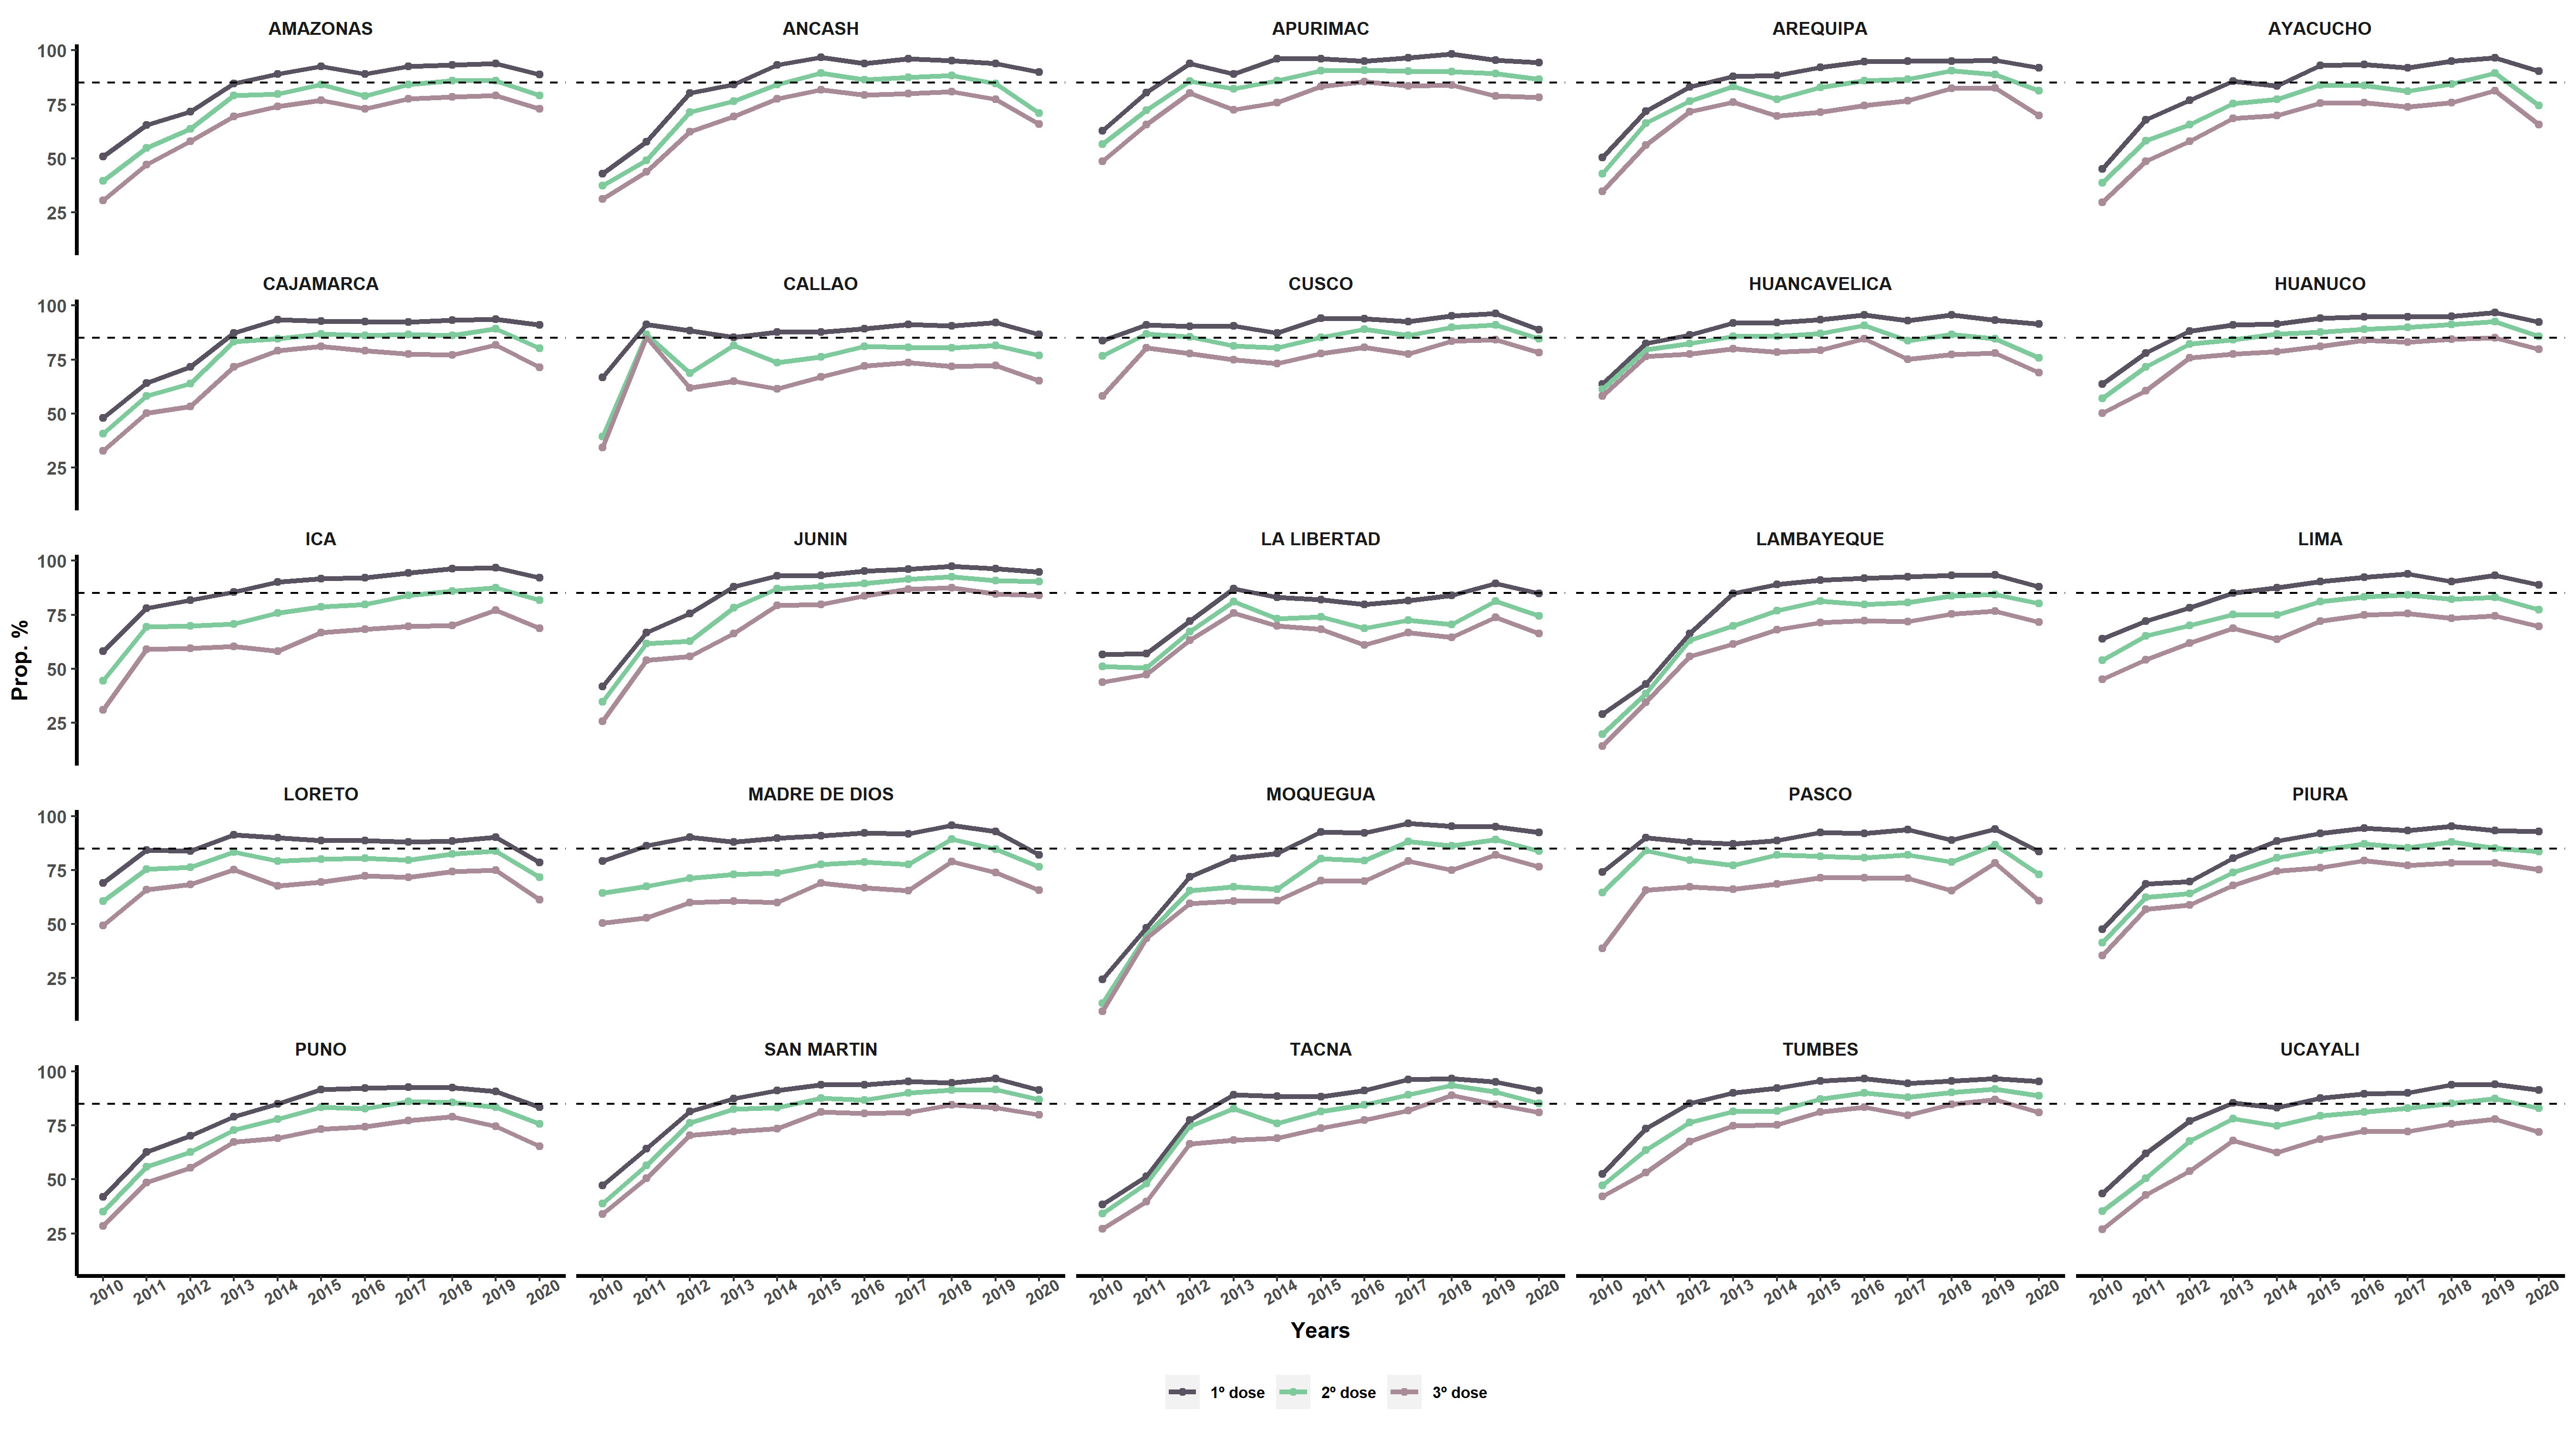 AMAZONAS ANCASH APURIMAC AREQUIPA AYACUCHO
100
75
50
25
CAJAMARCA CALLAO CUSCO HUANCAVELICA HUANUCO
100
75
50
25
ICA JUNIN LA LIBERTAD LAMBAYEQUE LIMA
100
75
50
25
Prop. %
LORETO MADRE DE DIOS MOQUEGUA PASCO PIURA
100
75
50
25
PUNO SAN MARTIN TACNA TUMBES UCAYALI
100
75
50
25
2010 2011 2012 2013 2014 2015 2016 2017 2018 2019 2020 2010 2011 2012 2013 2014 2015 2016 2017 2018 2019 2020 2010 2011 2012 2013 2014 2015 2016 2017 2018 2019 2020 2010 2011 2012 2013 2014 2015 2016 2017 2018 2019 2020 2010 2011 2012 2013 2014 2015 2016 2017 2018 2019 2020
Years
1º dose 2º dose 3º dose